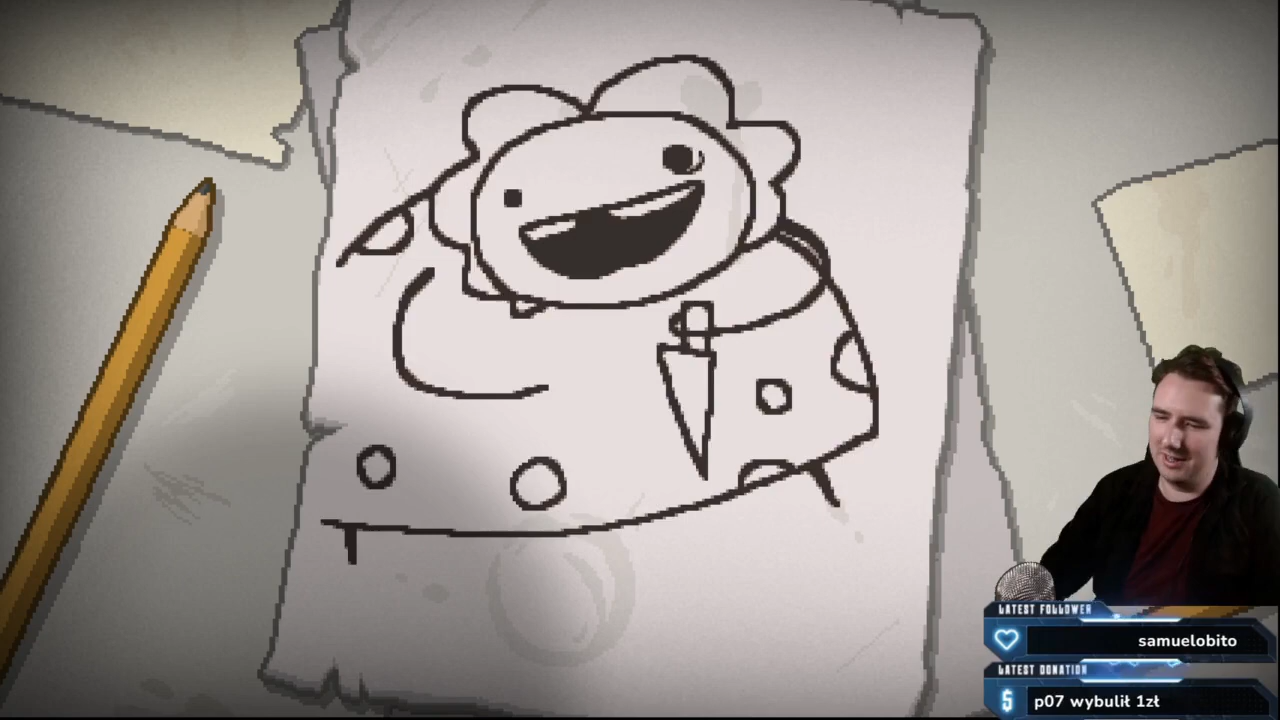 LATEST FOLLOWER
samuelobito
LATEST DONATION
p07 wybulił 1zł